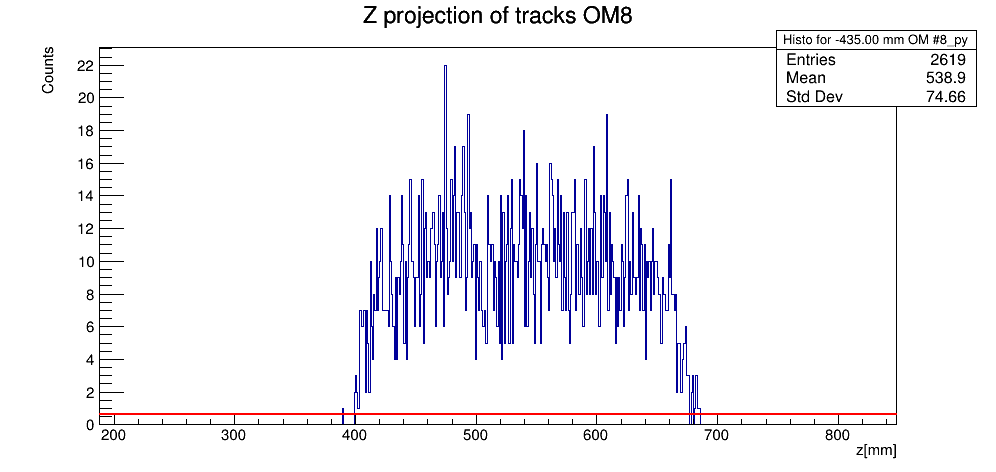 Z projection of tracks OM8
Histo for -435.00 mm OM #8_py
Entries 2619
Mean 538.9
Std Dev 74.66
Counts
22
20
18
16
14
12
10
8
6
4
2
0
200 300 400 500 600 700 800
z[mm]